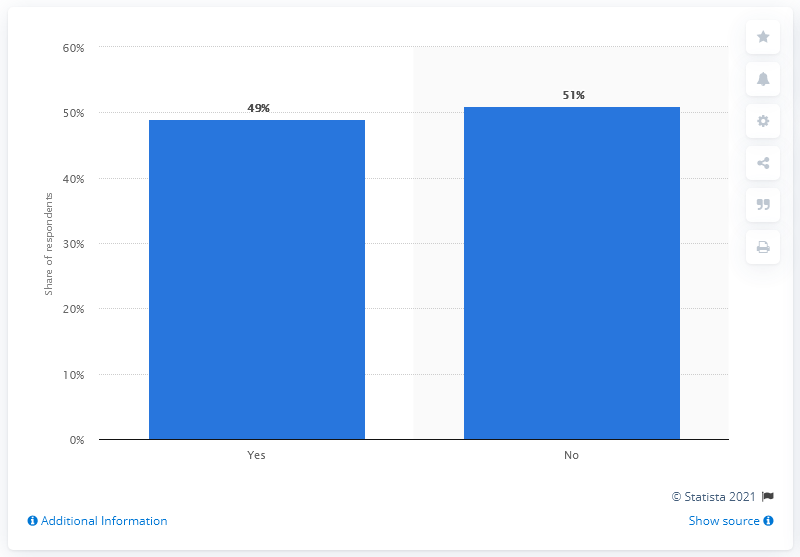 60%
50%
40%
30%
20%
10%
0%
Share of respondents
49%
51%
Yes
No
© Statista 2021
Additional Information
Show source